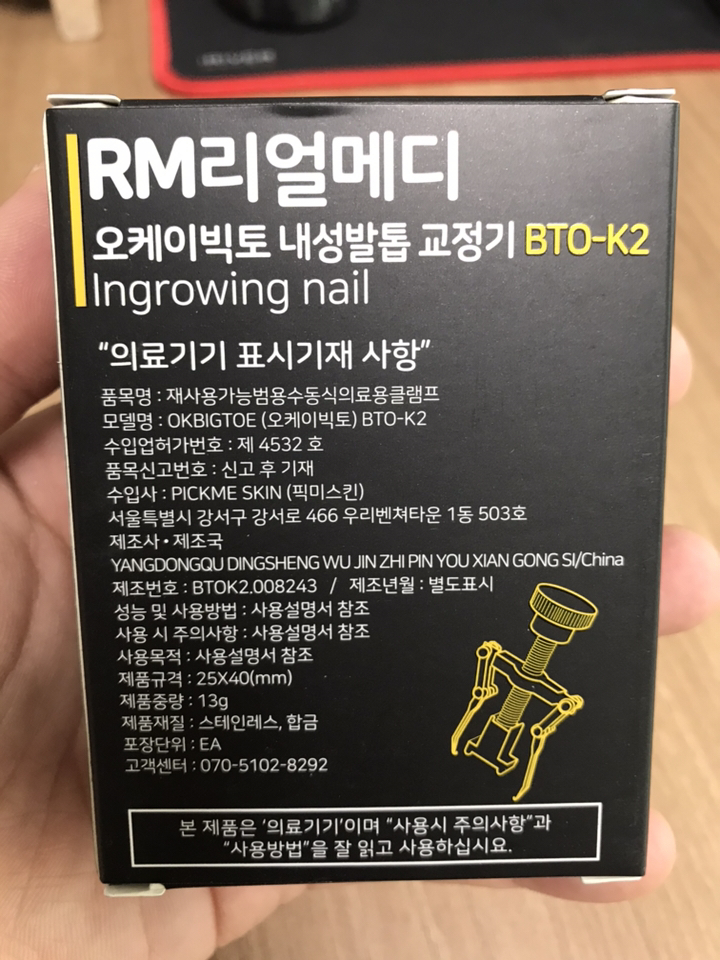 RM리얼메디
오케이빅토 내성발톱 교정기 BTO-K2
Ingrowing nail
“의료기기 표시기재 사항”
품목명 : 재사용가능범용수동식의료용클램프
모델명 : OKBIGTOE (오케이빅토) BTO-K2
수입업허가번호 : 제 4532 호
품목신고번호 : 신고 후 기재
수입사 : PICKME SKIN (픽미스킨)
서울특별시 강서구 강서로 466 우리벤쳐타운 1동 503호
제조사 • 제조국
YANGDONGQU DINGSHENG WU JIN ZHI PIN YOU XIAN GONG SI/China
제조번호 : BTOK2.008243 / 제조년월 : 별도표시
성능 및 사용방법 : 사용설명서 참조
사용 시 주의사항 : 사용설명서 참조
사용목적 : 사용설명서 참조
제품규격 : 25X40(mm)
제품중량 : 13g
제품재질 : 스테인레스, 합금
포장단위 : EA
고객센터 : 070-5102-8292
본 제품은 ‘의료기기’이며 “사용시 주의사항”과
“사용방법”을 잘 읽고 사용하십시요.